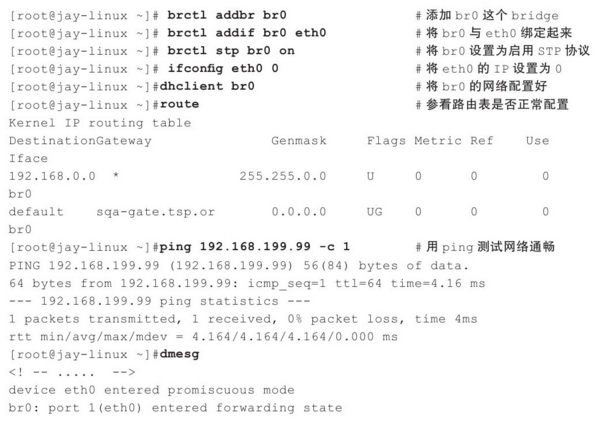 [root@jay-linux ~]# brctl addbr br0 # 添加 br0 这个 bridge
[root@jay-linux ~]# brctl addif br0 eth0 # 将 br0 与 eth0 绑定起来
[root@jay-linux ~]# brctl stp br0 on # 将 br0 设置为启用 STP 协议
[root@jay-linux ~]# ifconfig eth0 0 # 将 eth0 的 IP 设置为 0
[root@jay-linux ~]#dhclient br0 # 将 br0 的网络配置好
[root@jay-linux ~]#route # 参看路由表是否正常配置
Kernel IP routing table
DestinationGateway Genmask Flags Metric Ref Use
Iface
192.168.0.0 * 255.255.0.0 U 0 0 0
br0
default sqa-gate.tsp.or 0.0.0.0 UG 0 0 0
br0
[root@jay-linux ~]#ping 192.168.199.99 -c 1 # 用 ping 测试网络通畅
PING 192.168.199.99 (192.168.199.99) 56(84) bytes of data.
64 bytes from 192.168.199.99: icmp_seq=1 ttl=64 time=4.16 ms
--- 192.168.199.99 ping statistics ---
1 packets transmitted, 1 received, 0% packet loss, time 4ms
rtt min/avg/max/mdev = 4.164/4.164/4.164/0.000 ms
[root@jay-linux ~]#dmesg
<! -- ..... -->
device eth0 entered promiscuous mode
br0: port 1(eth0) entered forwarding state